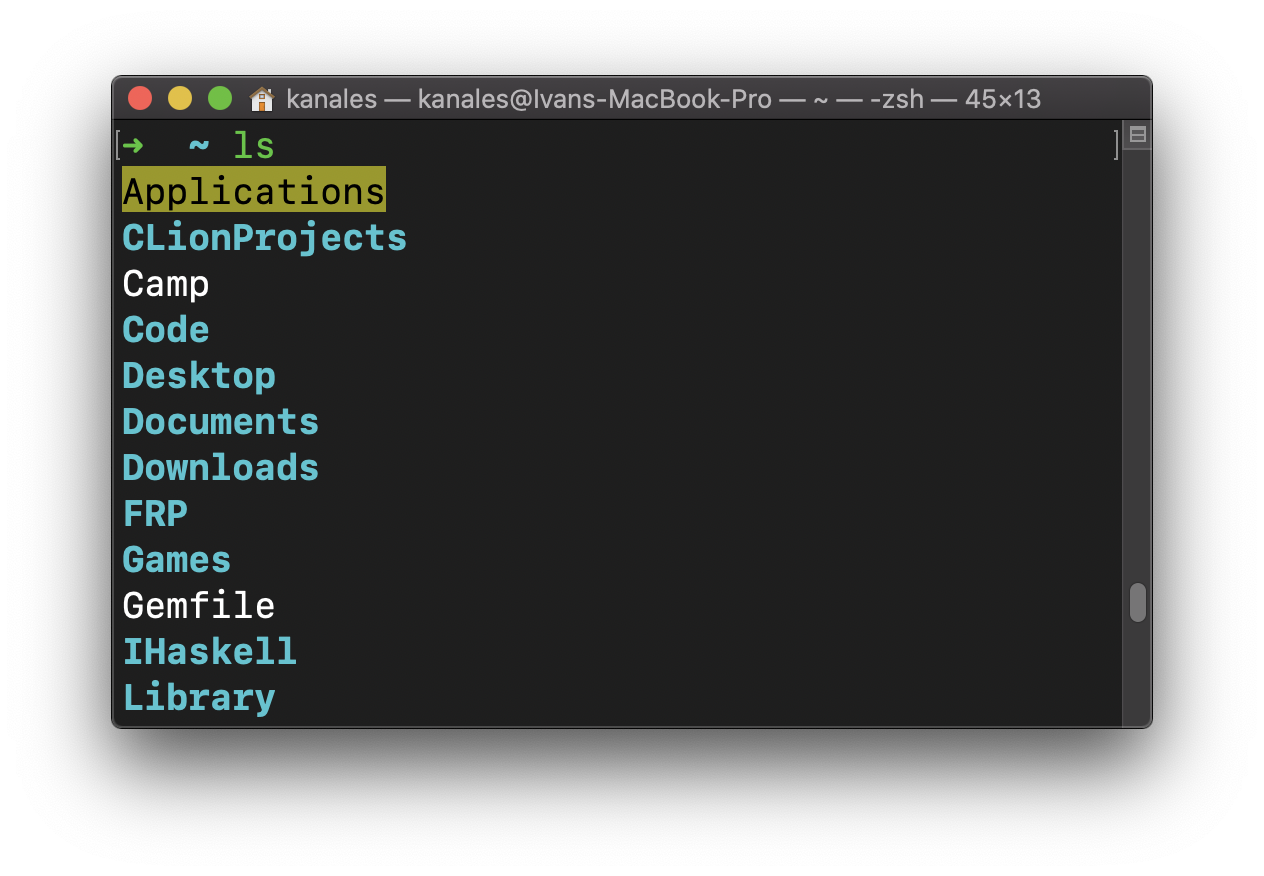 kanales — kanales@Ivans-MacBook-Pro — ~ — -zsh — 45×13
[➜  ~ ls ]
Applications
CLionProjects
Camp
Code
Desktop
Documents
Downloads
FRP
Games
Gemfile
IHaskell
Library